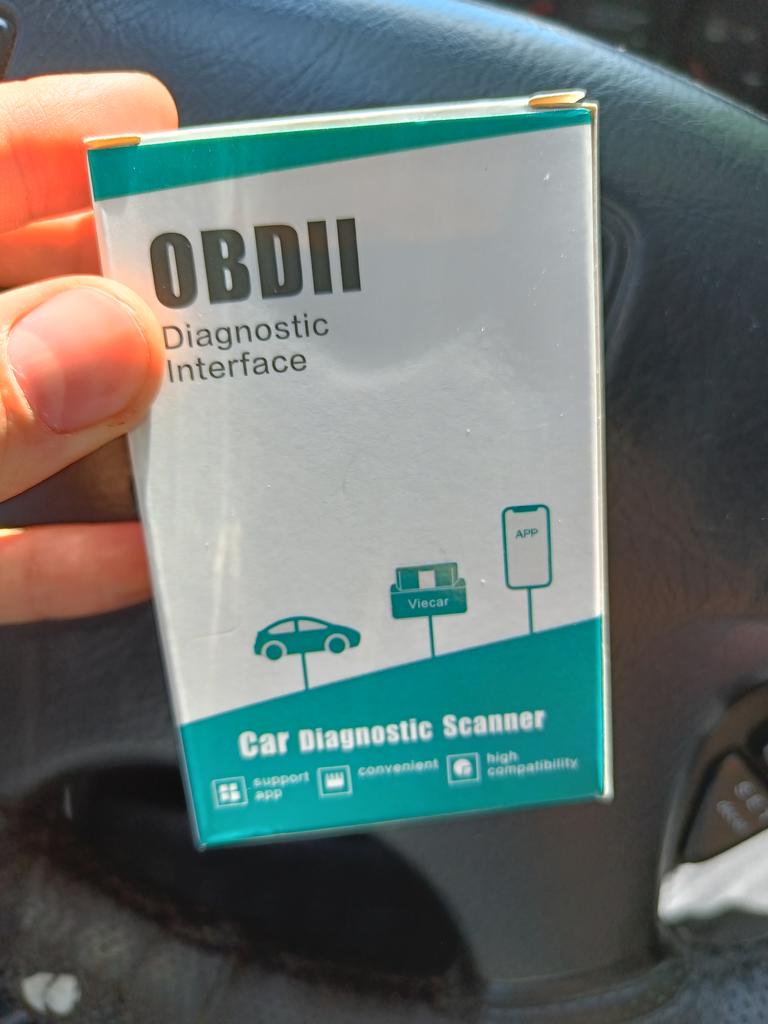 OBDII
Diagnostic
Interface
APP
Viecar
Car Diagnostic Scanner
support
app
convenient
high
compatibility